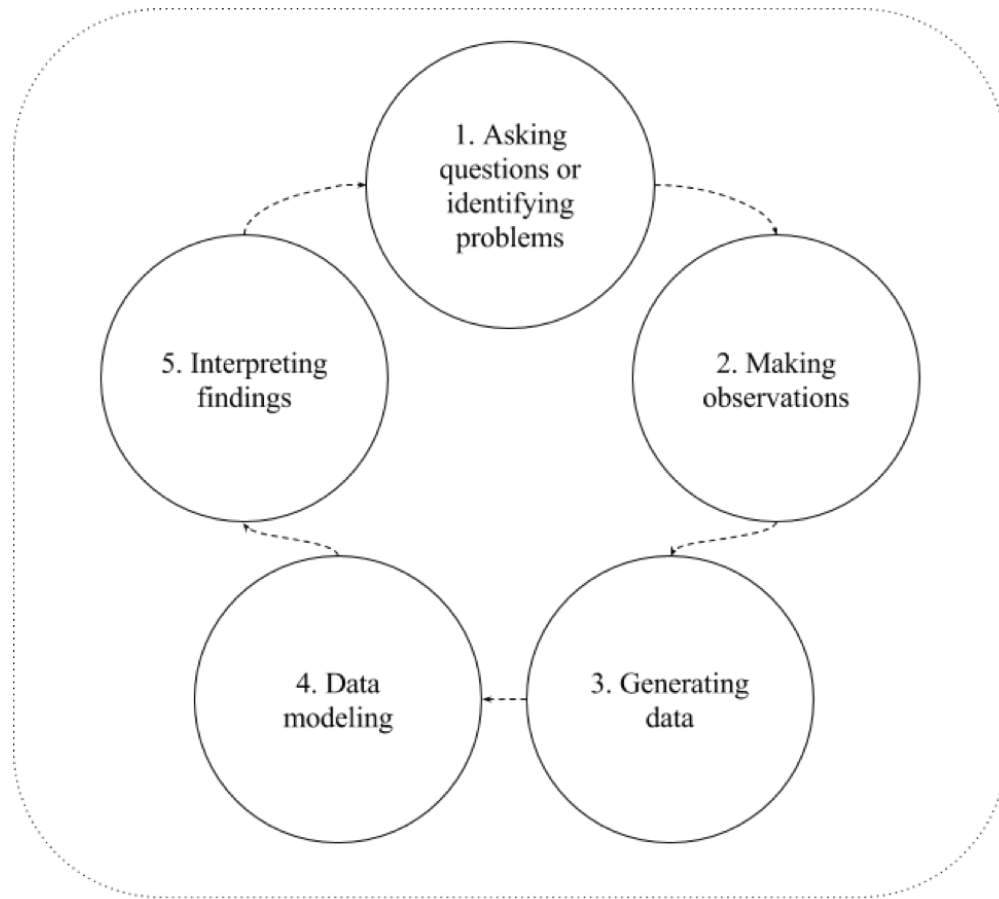 1. Asking
questions or
identifying
problems
2. Making
observations
3. Generating
data
4. Data
modeling
5. Interpreting
findings